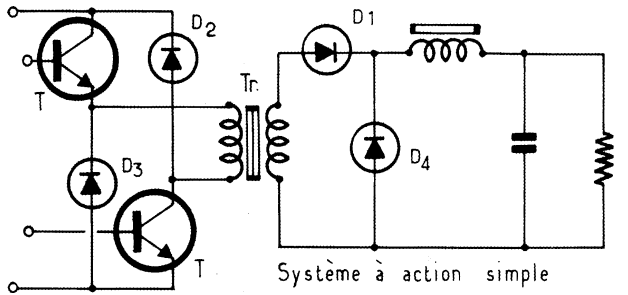 D2
D1
T
Tr.
D3
D4
T
Système à action simple